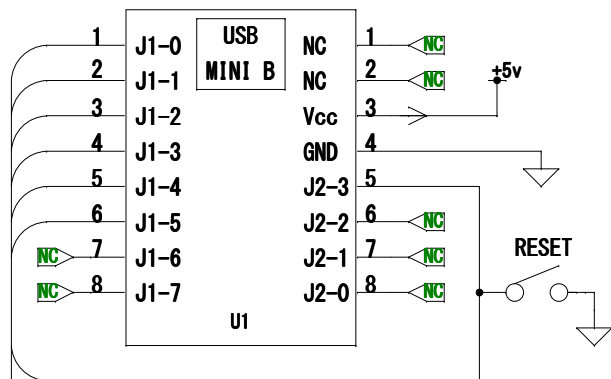 1 J1-0 USB NC 1 NC
2 J1-1 MINI B NC 2 NC +5v
3 J1-2 Vcc 3
4 J1-3 GND 4
5 J1-4 J2-3 5
6 J1-5 J2-2 6 NC
NC 7 J1-6 J2-1 7 NC RESET
NC 8 J1-7 J2-0 8 NC
U1